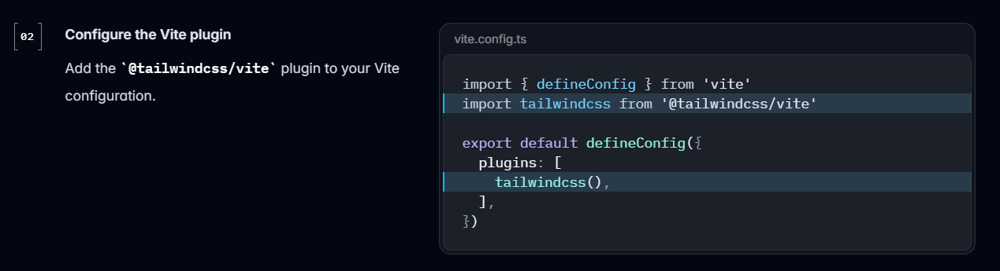 02
Configure the Vite plugin
Add the `@tailwindcss/vite` plugin to your Vite
configuration.
vite.config.ts
import { defineConfig } from 'vite'
import tailwindcss from '@tailwindcss/vite'
export default defineConfig({
  plugins: [
    tailwindcss(),
  ],
})